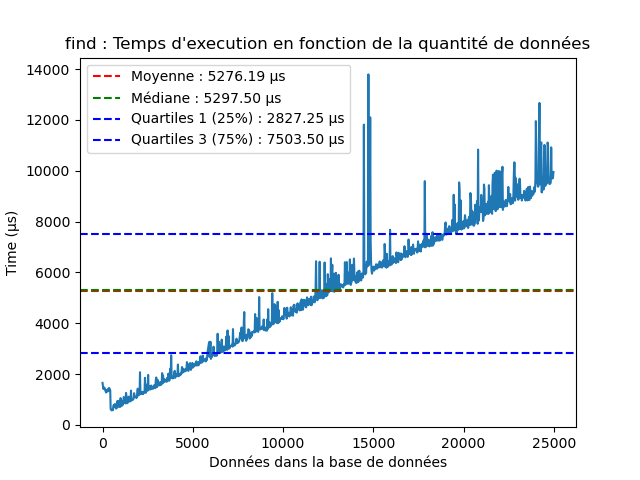 find : Temps d'execution en fonction de la quantité de données
14000
12000
10000
8000
6000
4000
2000
0
Time (µs)
Moyenne : 5276.19 µs
Médiane : 5297.50 µs
Quartiles 1 (25%) : 2827.25 µs
Quartiles 3 (75%) : 7503.50 µs
0 5000 10000 15000 20000 25000
Données dans la base de données